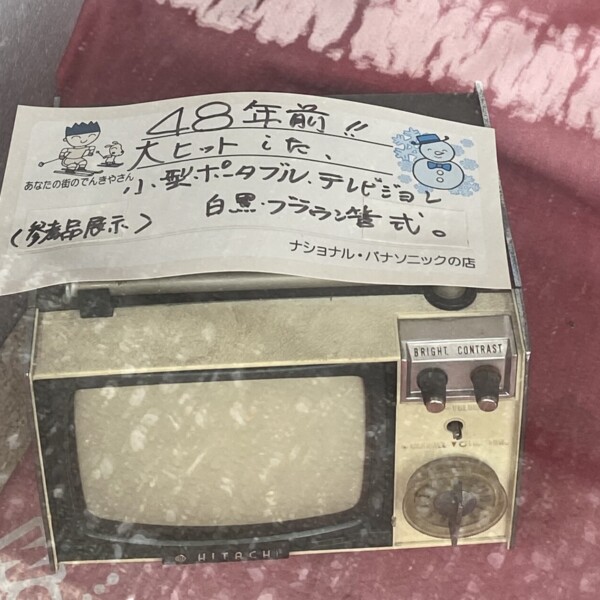 48年前!!
大ヒットした、
あなたの街のでんきやさん
小型.ポータブル.テレビジョン
白黒.ブラウン管式。
(参考品展示)
ナショナル・パナソニックの店
BRIGHT CONTRAST
HITACHI